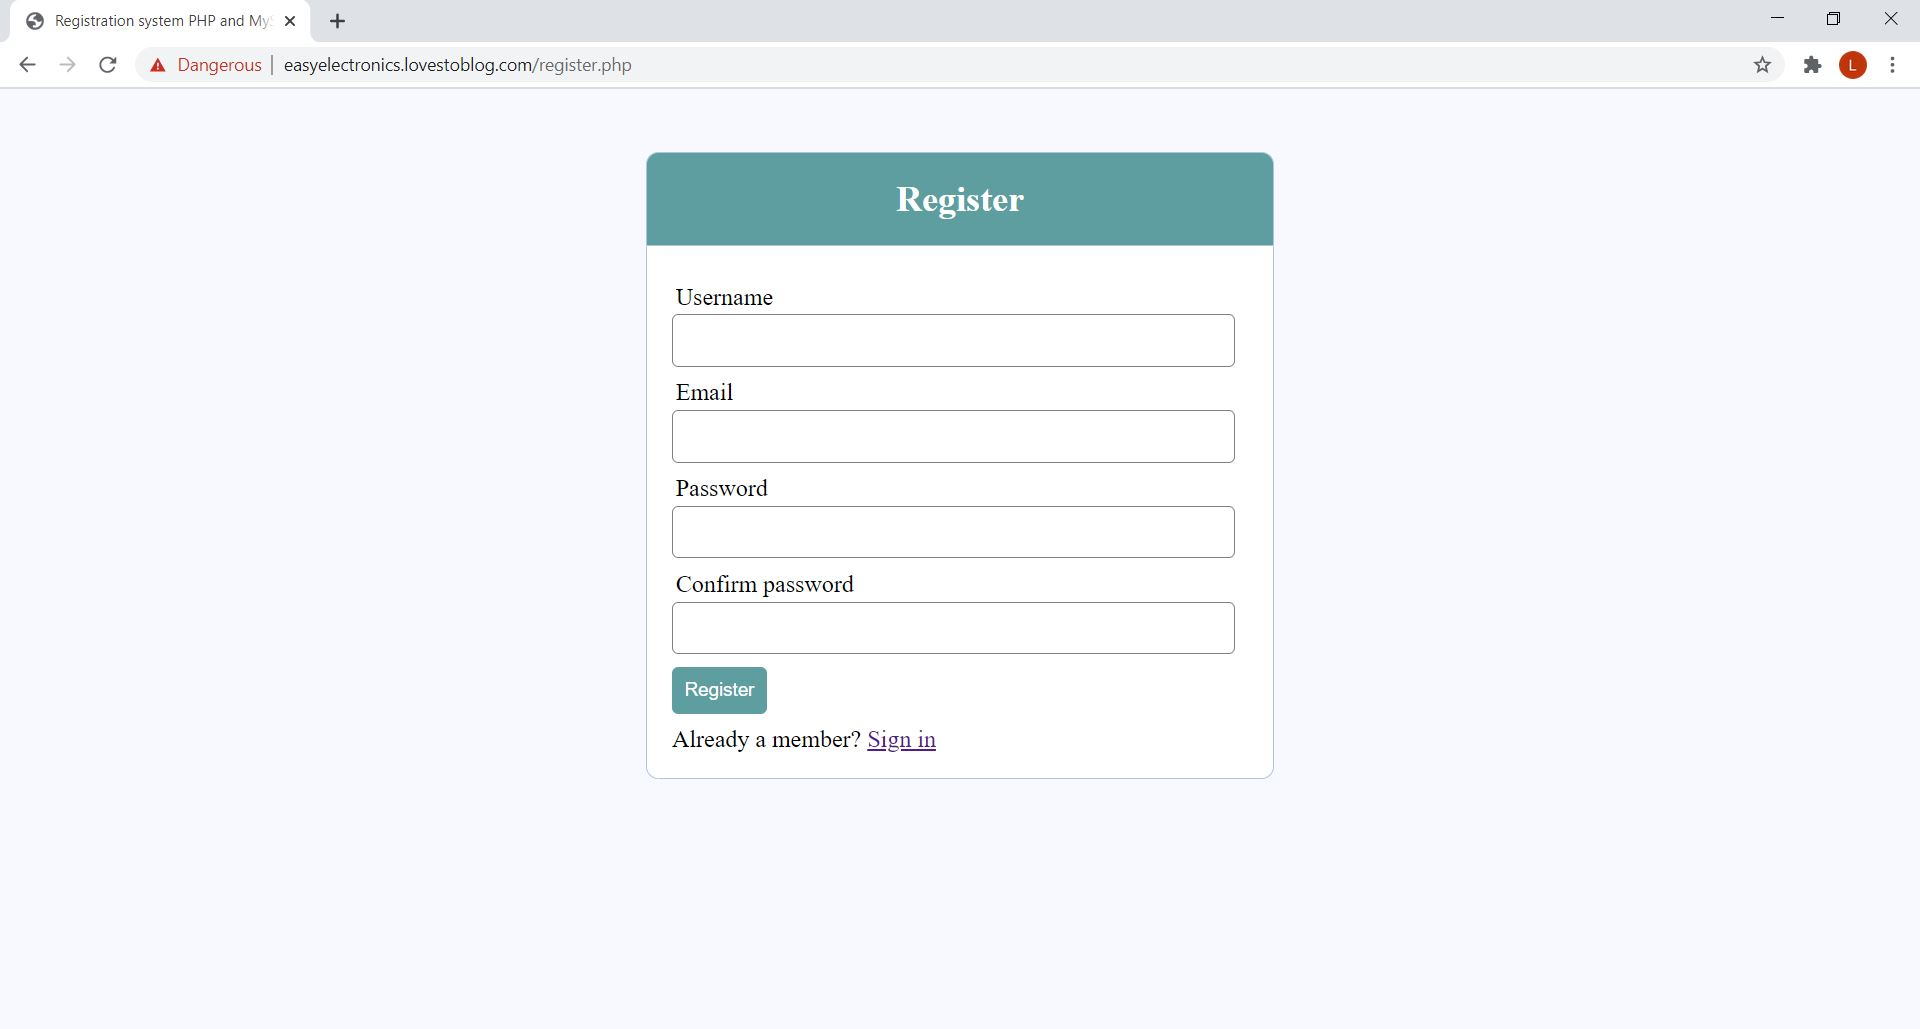 Registration system PHP and My
Dangerous easyelectronics.lovestoblog.com/register.php
L
Register
Username
Email
Password
Confirm password
Register
Already a member? Sign in